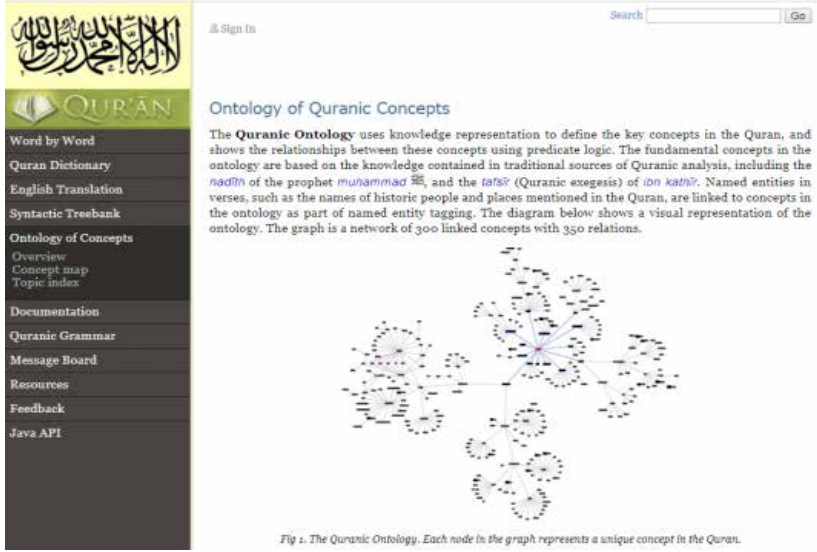 لا إله إلا الله محمد رسول الله
Search
Go
Sign In
QUR'ĀN
Word by Word
Quran Dictionary
English Translation
Syntactic Treebank
Ontology of Concepts
Overview
Concept map
Topic index
Documentation
Quranic Grammar
Message Board
Resources
Feedback
Java API
Ontology of Quranic Concepts
The Quranic Ontology uses knowledge representation to define the key concepts in the Quran, and
shows the relationships between these concepts using predicate logic. The fundamental concepts in the
ontology are based on the knowledge contained in traditional sources of Quranic analysis, including the
hadīth of the prophet muhammad ﷺ, and the tafsīr (Quranic exegesis) of ibn kathīr. Named entities in
verses, such as the names of historic people and places mentioned in the Quran, are linked to concepts in
the ontology as part of named entity tagging. The diagram below shows a visual representation of the
ontology. The graph is a network of 300 linked concepts with 350 relations.
Fig 1. The Quranic Ontology. Each node in the graph represents a unique concept in the Quran.